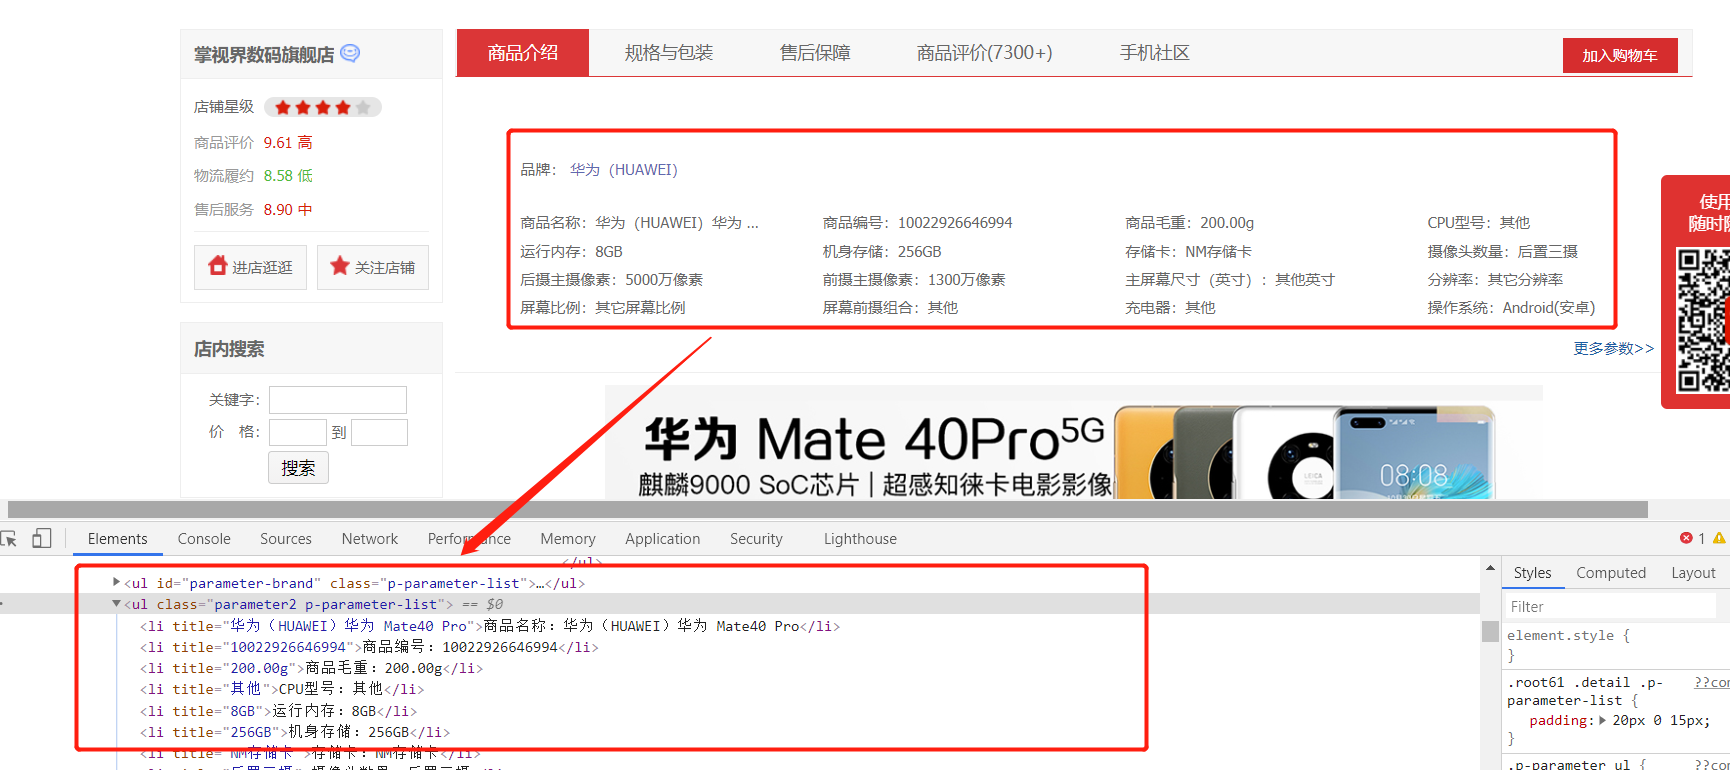 掌视界数码旗舰店
店铺星级
商品评价 9.61 高
物流履约 8.58 低
售后服务 8.90 中
进店逛逛 关注店铺
店内搜索
关键字：
价 格： 到
搜索
商品介绍 规格与包装 售后保障 商品评价(7300+) 手机社区 加入购物车
品牌： 华为（HUAWEI）
商品名称：华为（HUAWEI）华为 ... 商品编号：10022926646994 商品毛重：200.00g CPU型号：其他
运行内存：8GB 机身存储：256GB 存储卡：NM存储卡 摄像头数量：后置三摄
后摄主摄像素：5000万像素 前摄主摄像素：1300万像素 主屏幕尺寸（英寸）：其他英寸 分辨率：其它分辨率
屏幕比例：其它屏幕比例 屏幕前摄组合：其他 充电器：其他 操作系统：Android(安卓)
更多参数>>
使用
随时
华为 Mate 40Pro 5G
麒麟9000 SoC芯片 | 超感知徕卡电影影像
LEICA
08:08
Elements Console Sources Network Performance Memory Application Security Lighthouse 1
</ul>
<ul id="parameter-brand" class="p-parameter-list">…</ul>
<ul class="parameter2 p-parameter-list"> == $0
<li title="华为（HUAWEI）华为 Mate40 Pro">商品名称：华为（HUAWEI）华为 Mate40 Pro</li>
<li title="10022926646994">商品编号：10022926646994</li>
<li title="200.00g">商品毛重：200.00g</li>
<li title="其他">CPU型号：其他</li>
<li title="8GB">运行内存：8GB</li>
<li title="256GB">机身存储：256GB</li>
<li title="NM存储卡">存储卡：NM存储卡</li>
Styles Computed Layout
Filter
element.style {
}
.root61 .detail .p- ??con
parameter-list {
padding: 20px 0 15px;
}
.p-parameter ul { ??con